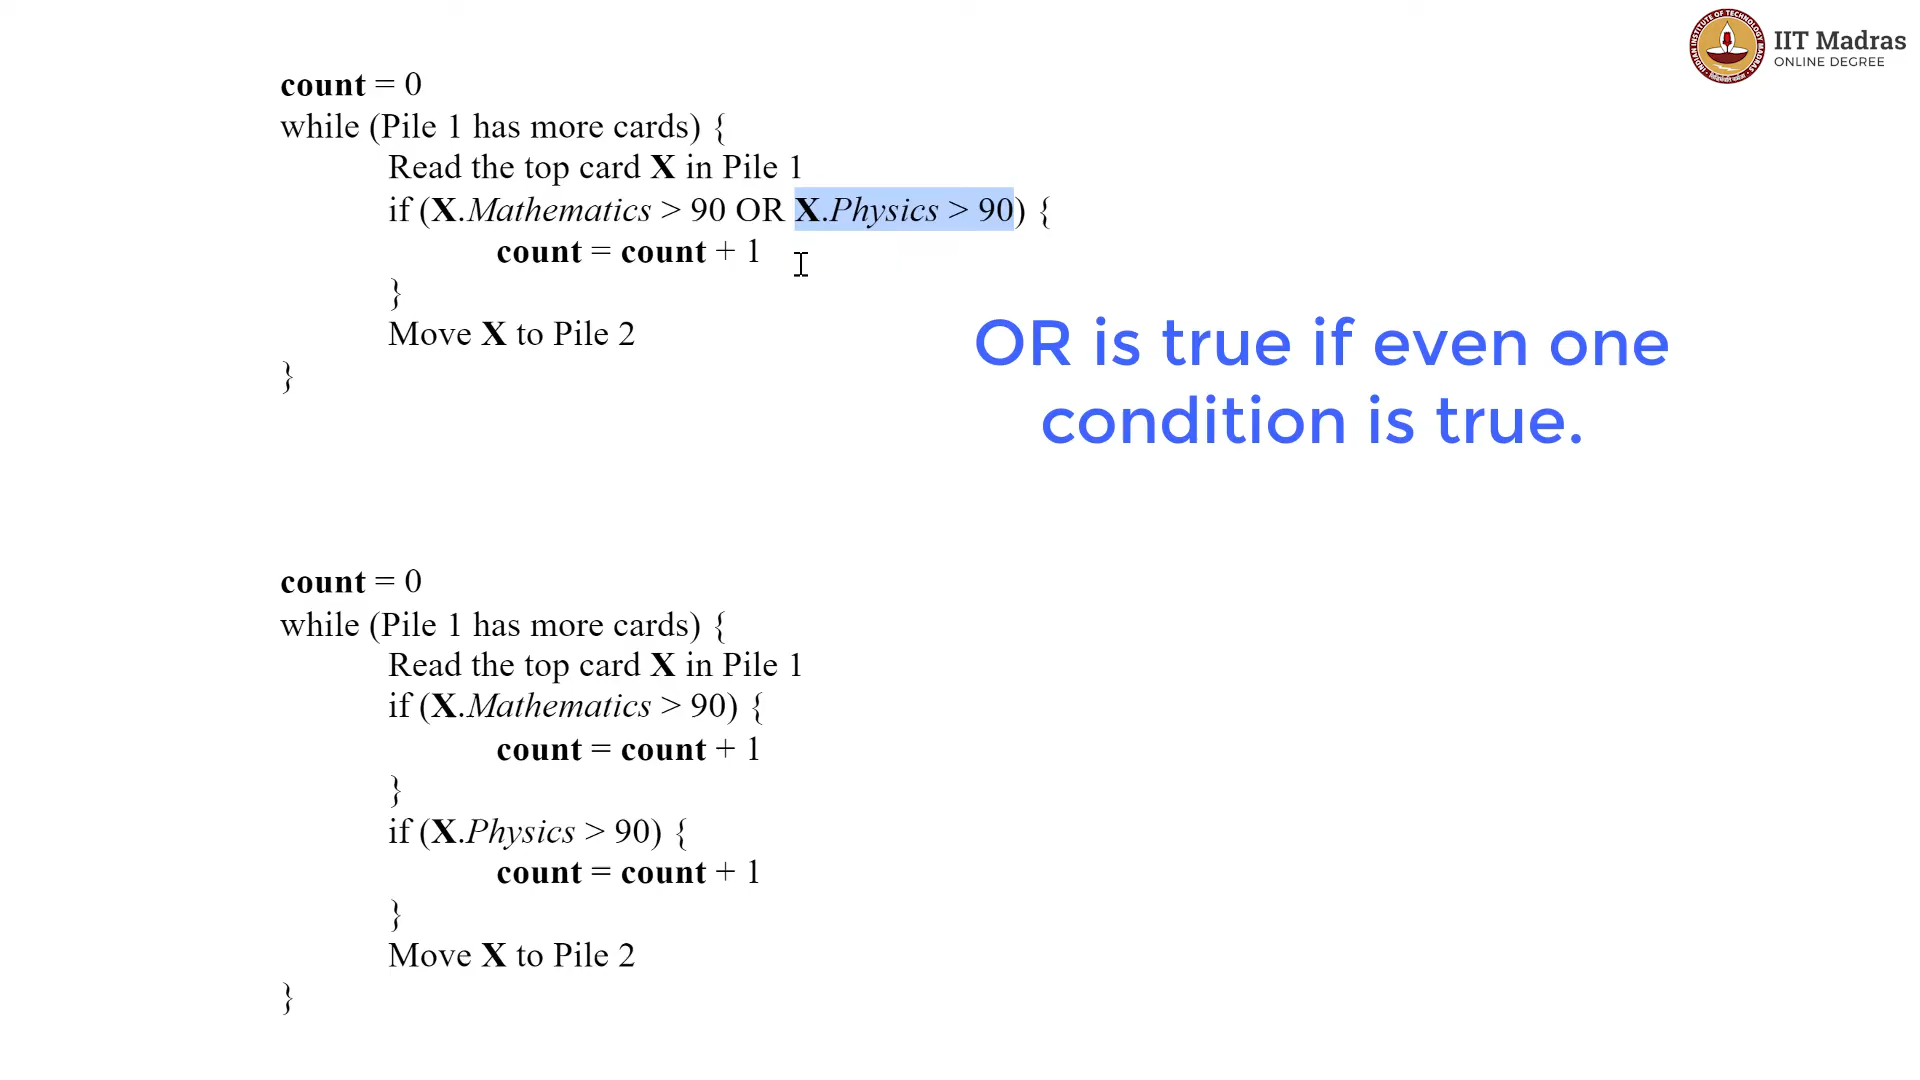 IIT Madras
ONLINE DEGREE
count = 0
while (Pile 1 has more cards) {
Read the top card X in Pile 1
if (X.Mathematics > 90 OR X.Physics > 90) {
count = count + 1
}
Move X to Pile 2
}
OR is true if even one
condition is true.
count = 0
while (Pile 1 has more cards) {
Read the top card X in Pile 1
if (X.Mathematics > 90) {
count = count + 1
}
if (X.Physics > 90) {
count = count + 1
}
Move X to Pile 2
}